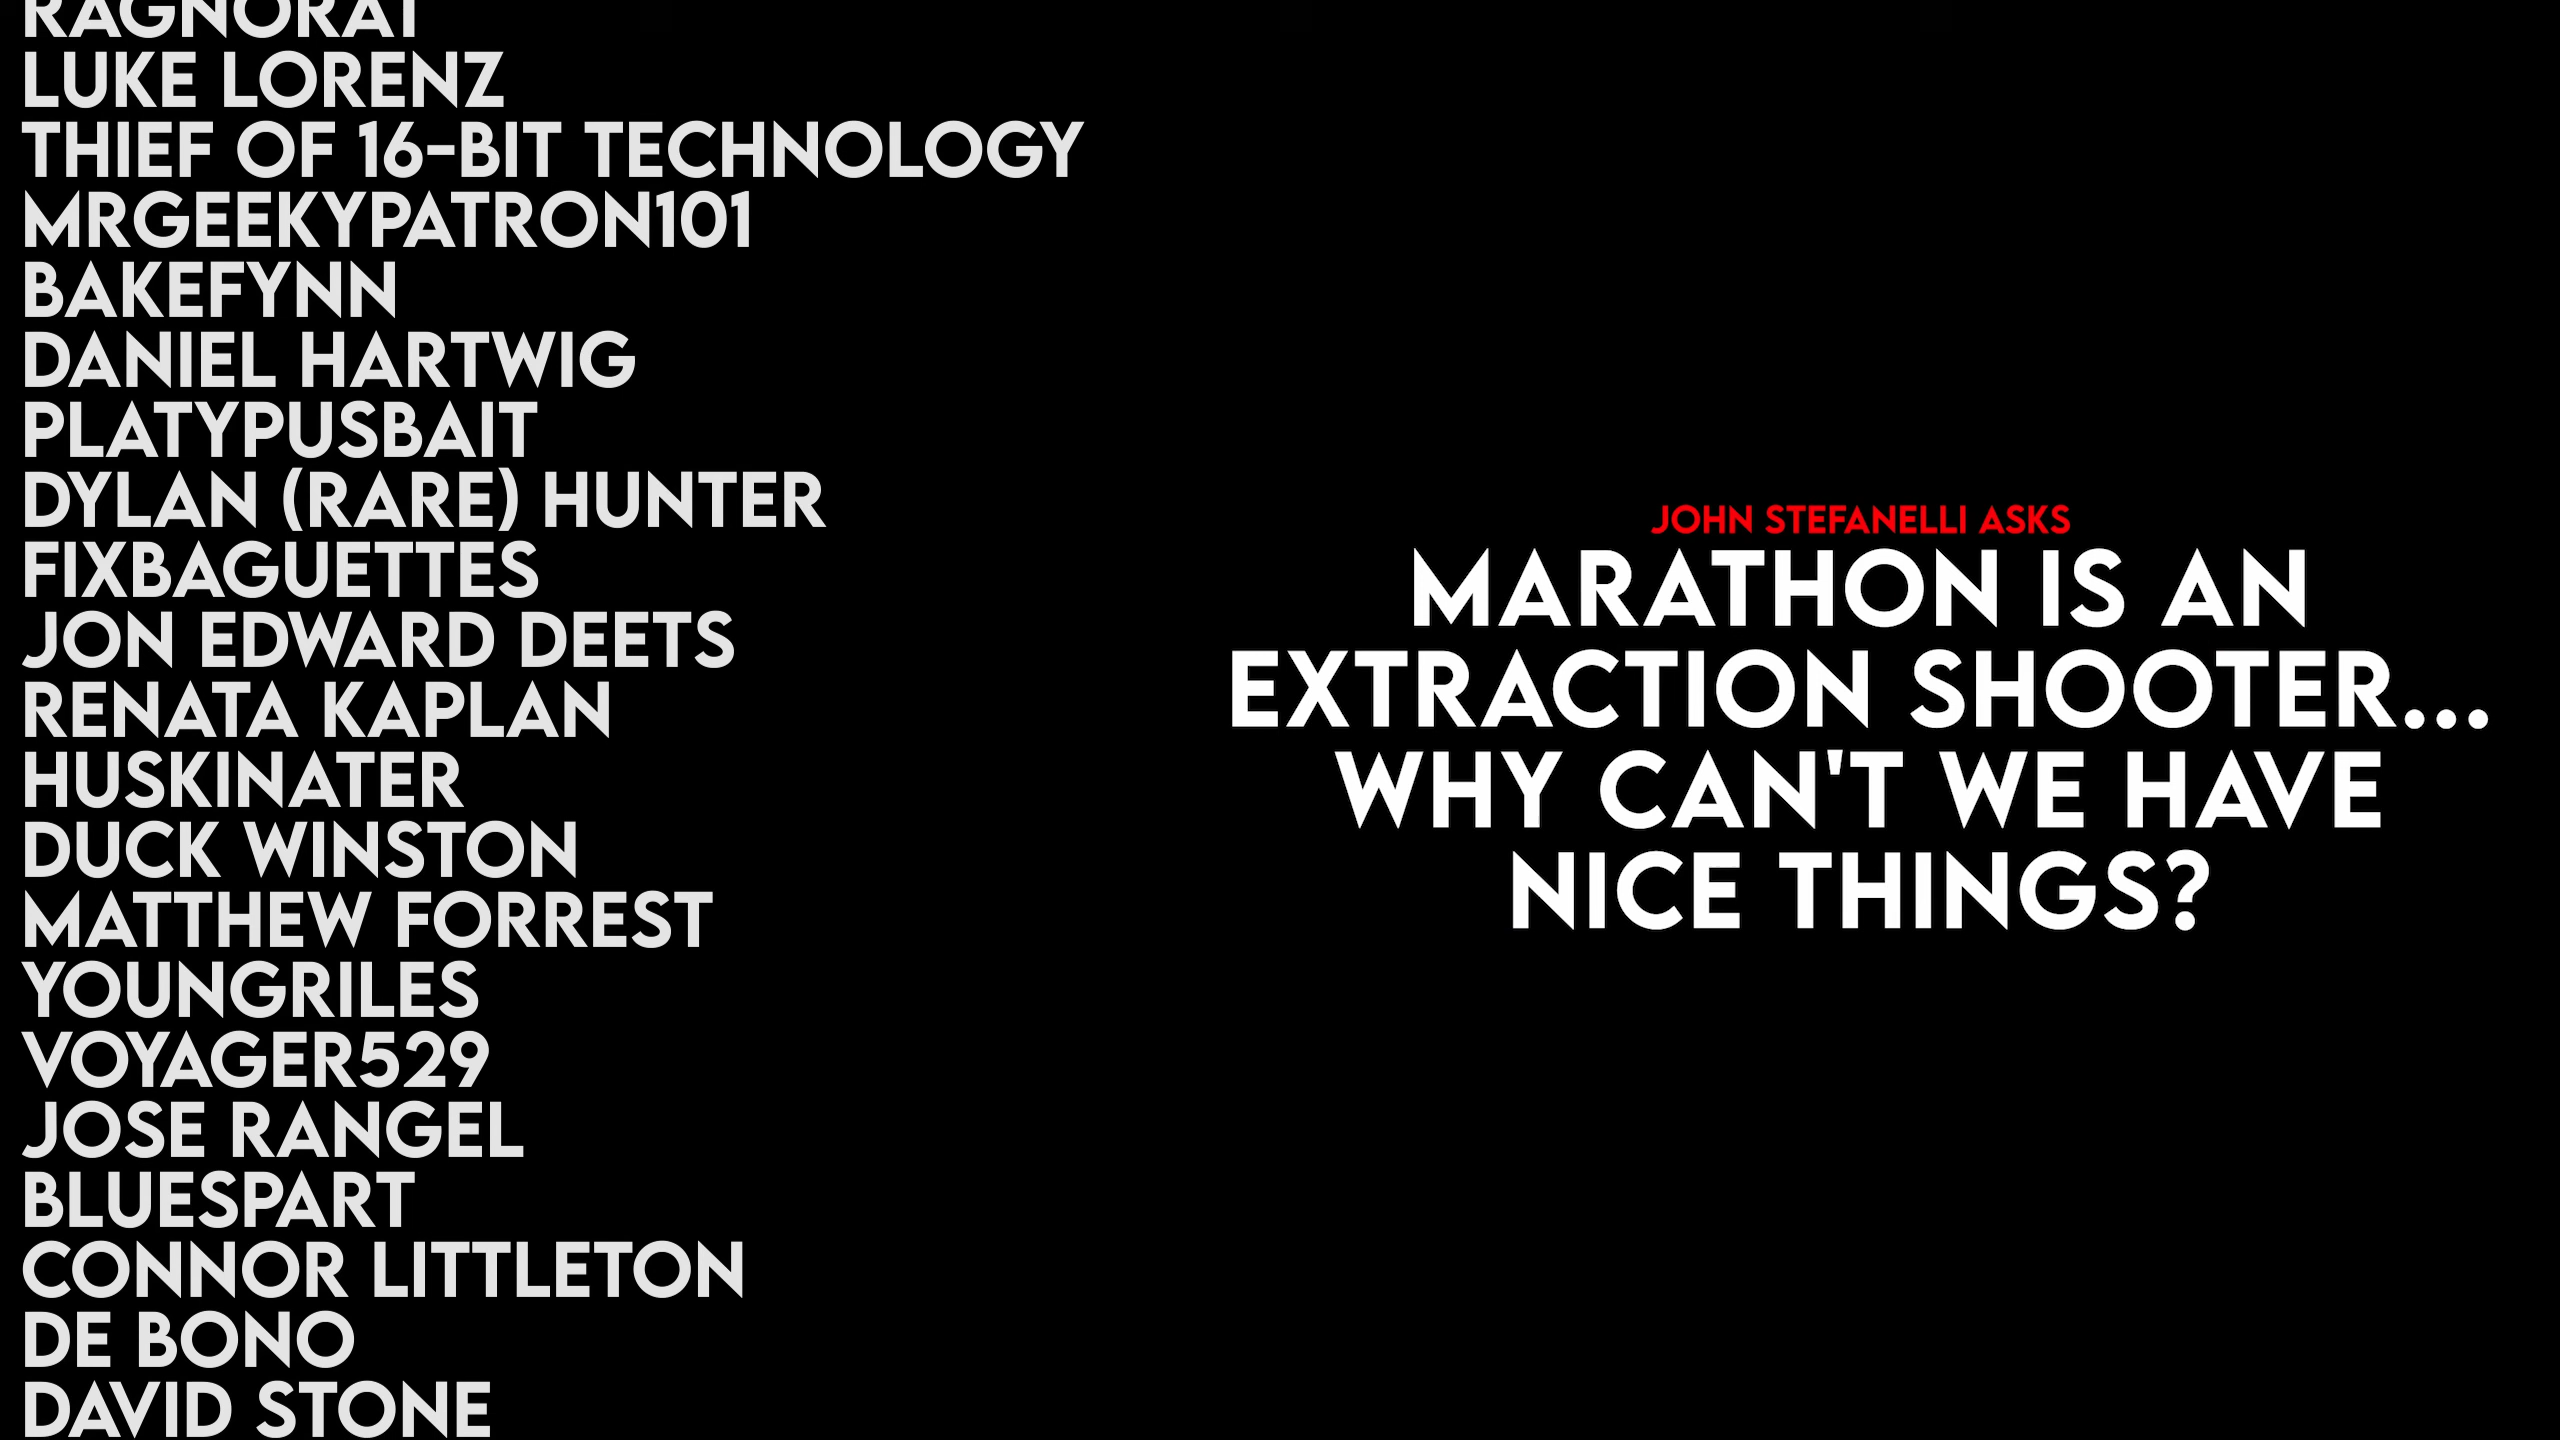 RAGNORAT
LUKE LORENZ
THIEF OF 16-BIT TECHNOLOGY
MRGEEKYPATRON101
BAKEFYNN
DANIEL HARTWIG
PLATYPUSBAIT
DYLAN (RARE) HUNTER
FIXBAGUETTES
JON EDWARD DEETS
RENATA KAPLAN
HUSKINATER
DUCK WINSTON
MATTHEW FORREST
YOUNGRILES
VOYAGER529
JOSE RANGEL
BLUESPART
CONNOR LITTLETON
DE BONO
DAVID STONE
JOHN STEFANELLI ASKS
MARATHON IS AN
EXTRACTION SHOOTER...
WHY CAN'T WE HAVE
NICE THINGS?